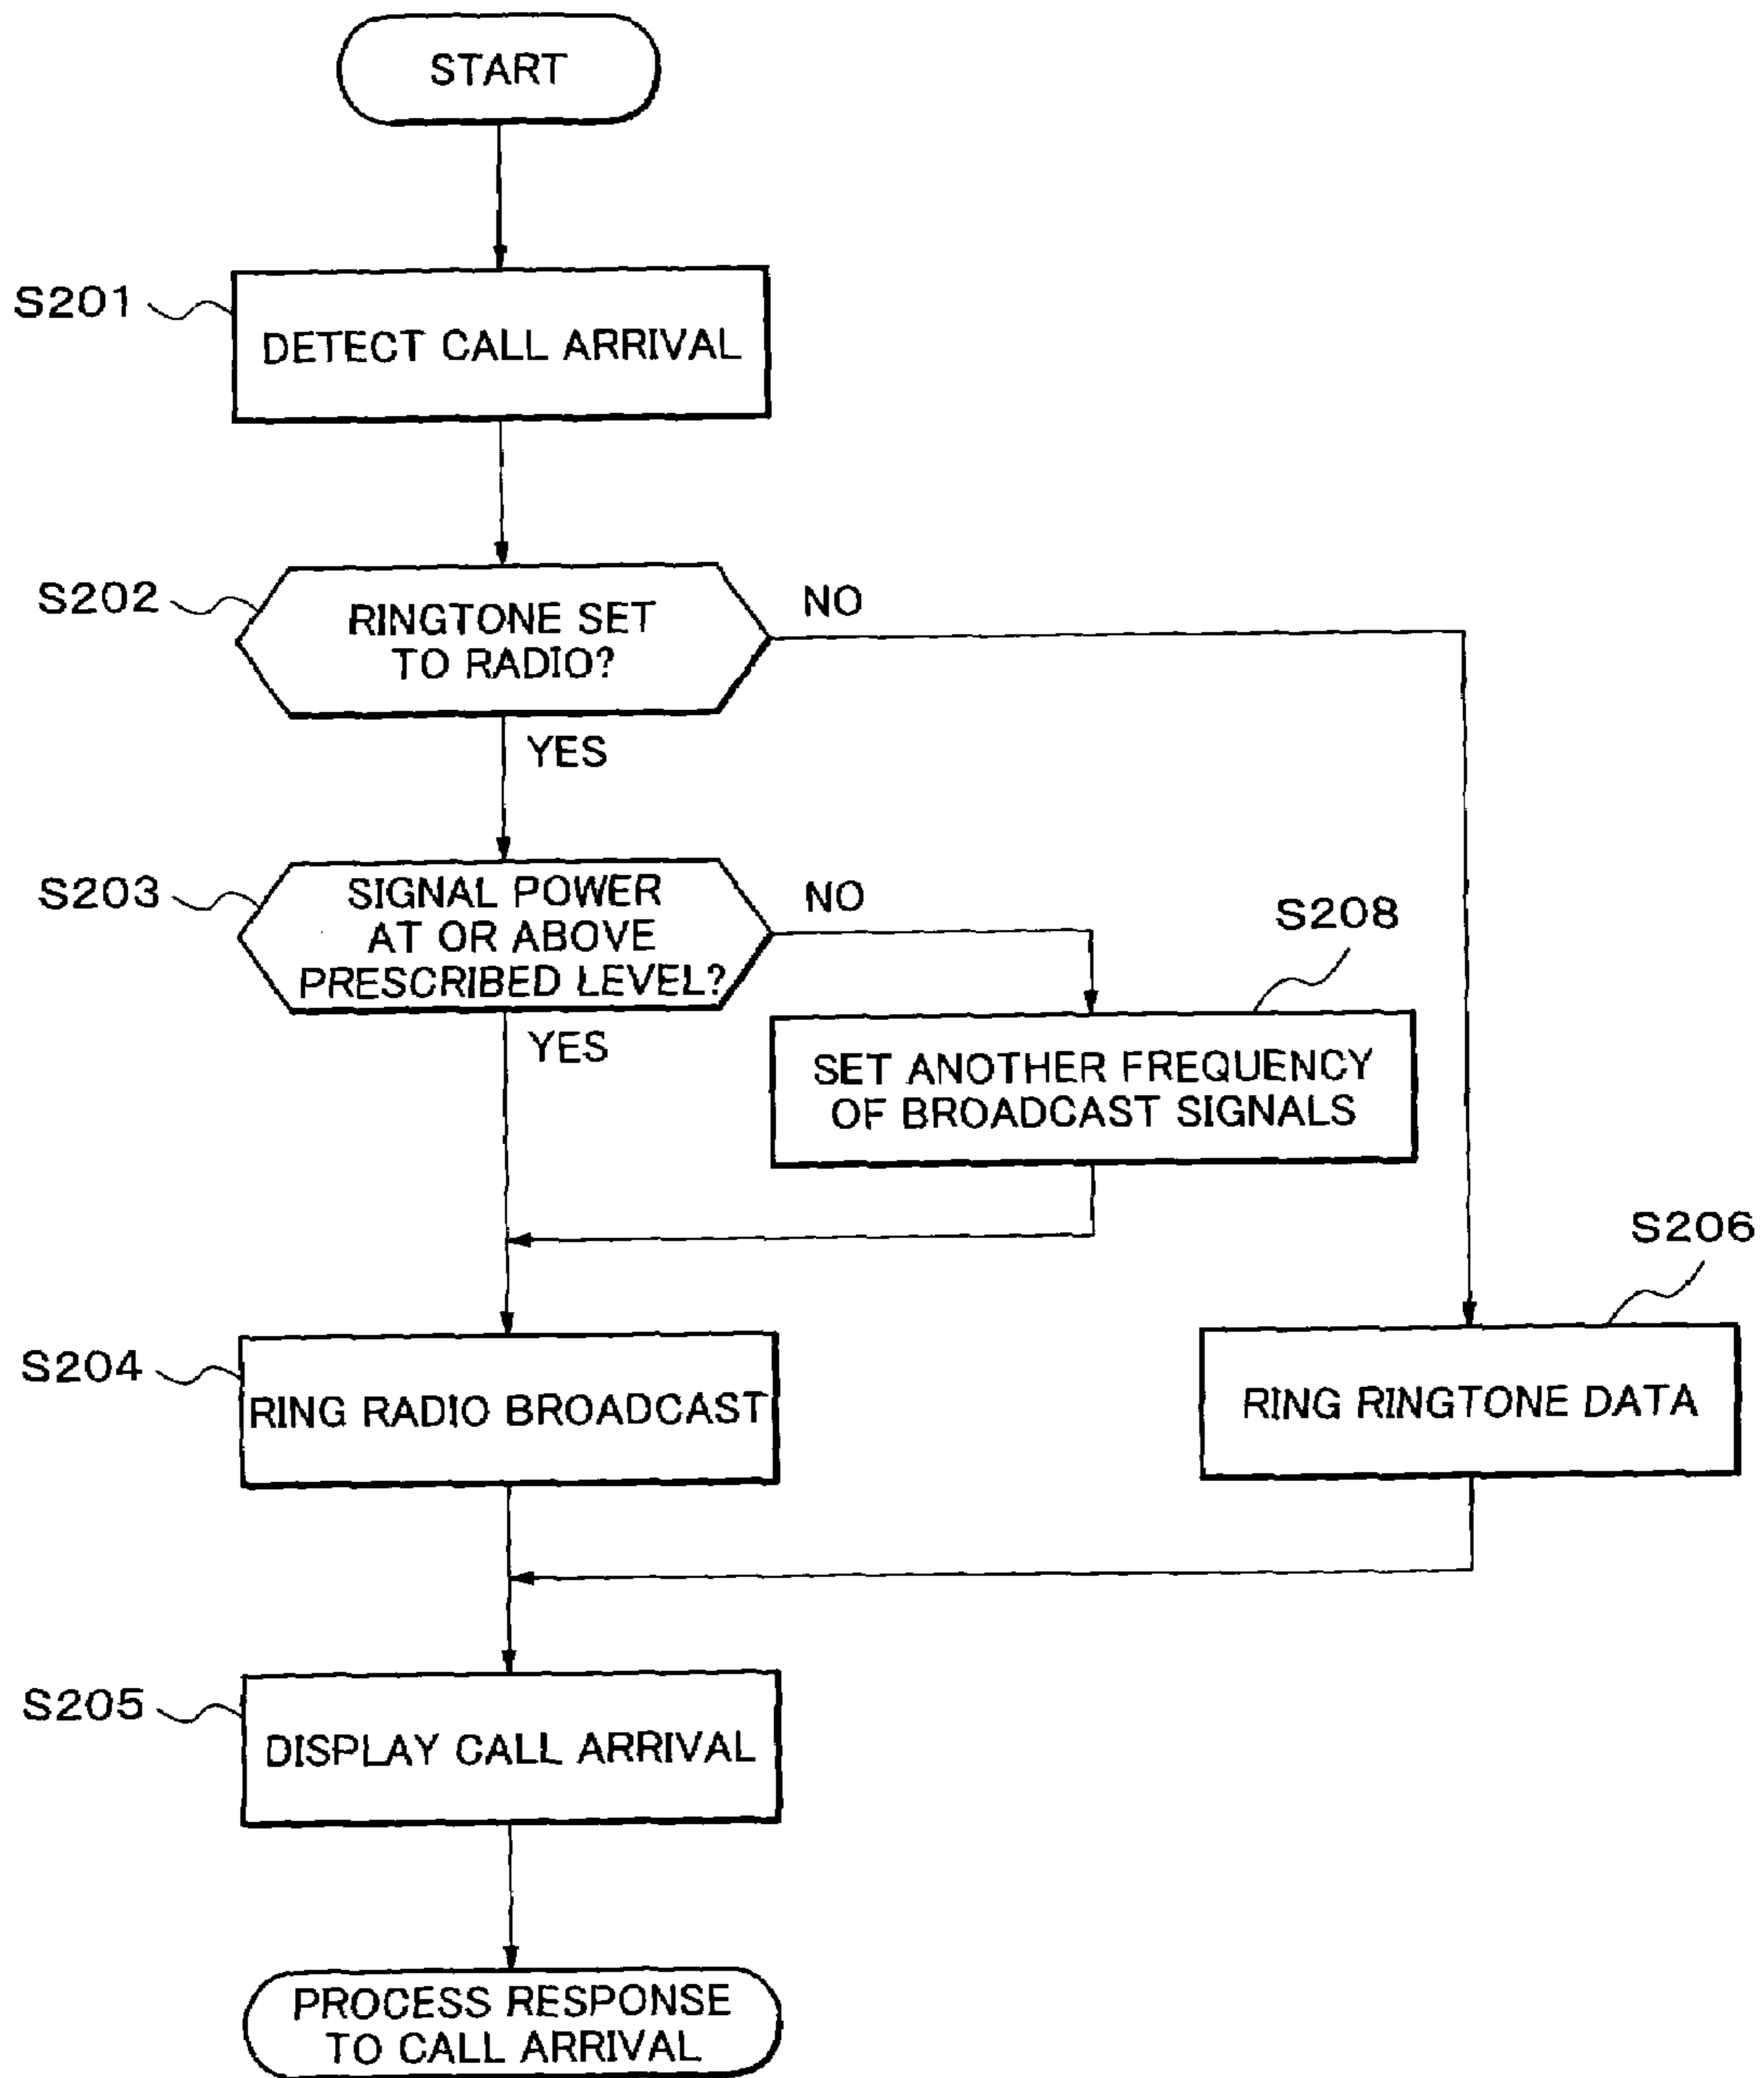 START
S201
DETECT CALL ARRIVAL
S202
RINGTONE SET
TO RADIO?
NO
YES
S203
SIGNAL POWER
AT OR ABOVE
PRESCRIBED LEVEL?
NO
YES
S208
SET ANOTHER FREQUENCY
OF BROADCAST SIGNALS
S204
RING RADIO BROADCAST
S206
RING RINGTONE DATA
S205
DISPLAY CALL ARRIVAL
PROCESS RESPONSE
TO CALL ARRIVAL